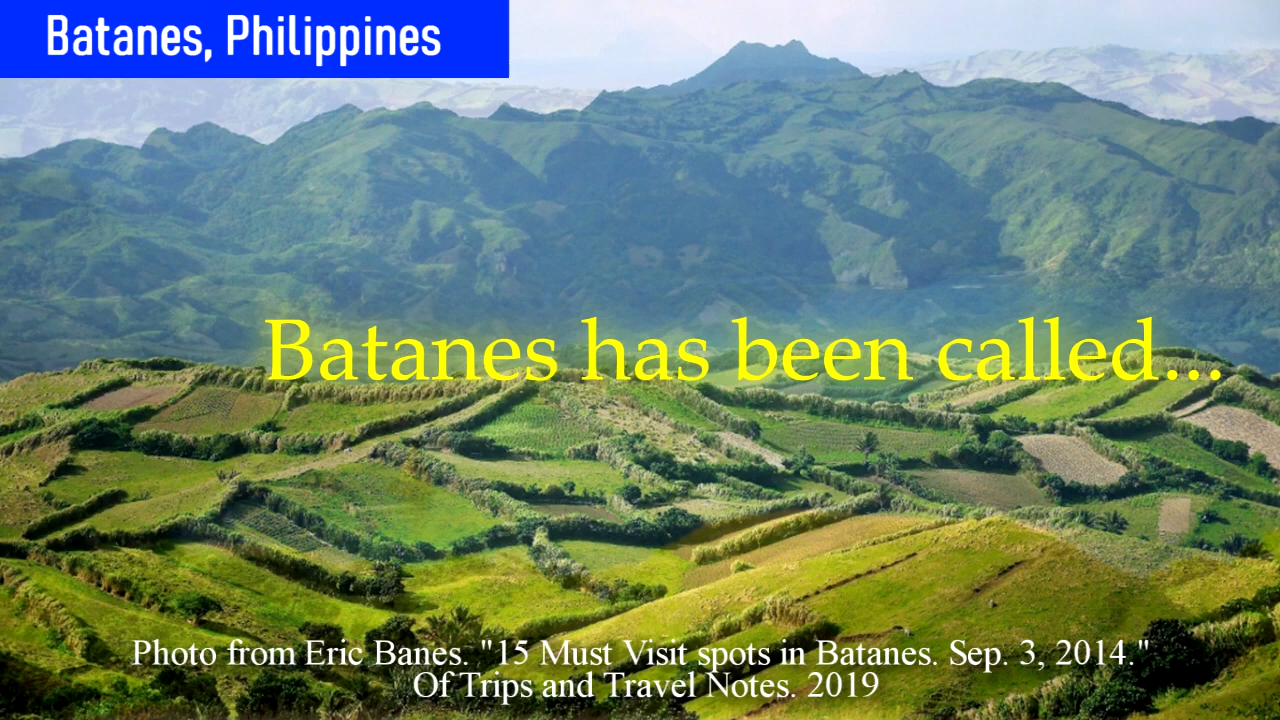 Batanes, Philippines
Batanes has been called...
Photo from Eric Banes. "15 Must Visit spots in Batanes. Sep. 3, 2014."
Of Trips and Travel Notes. 2019